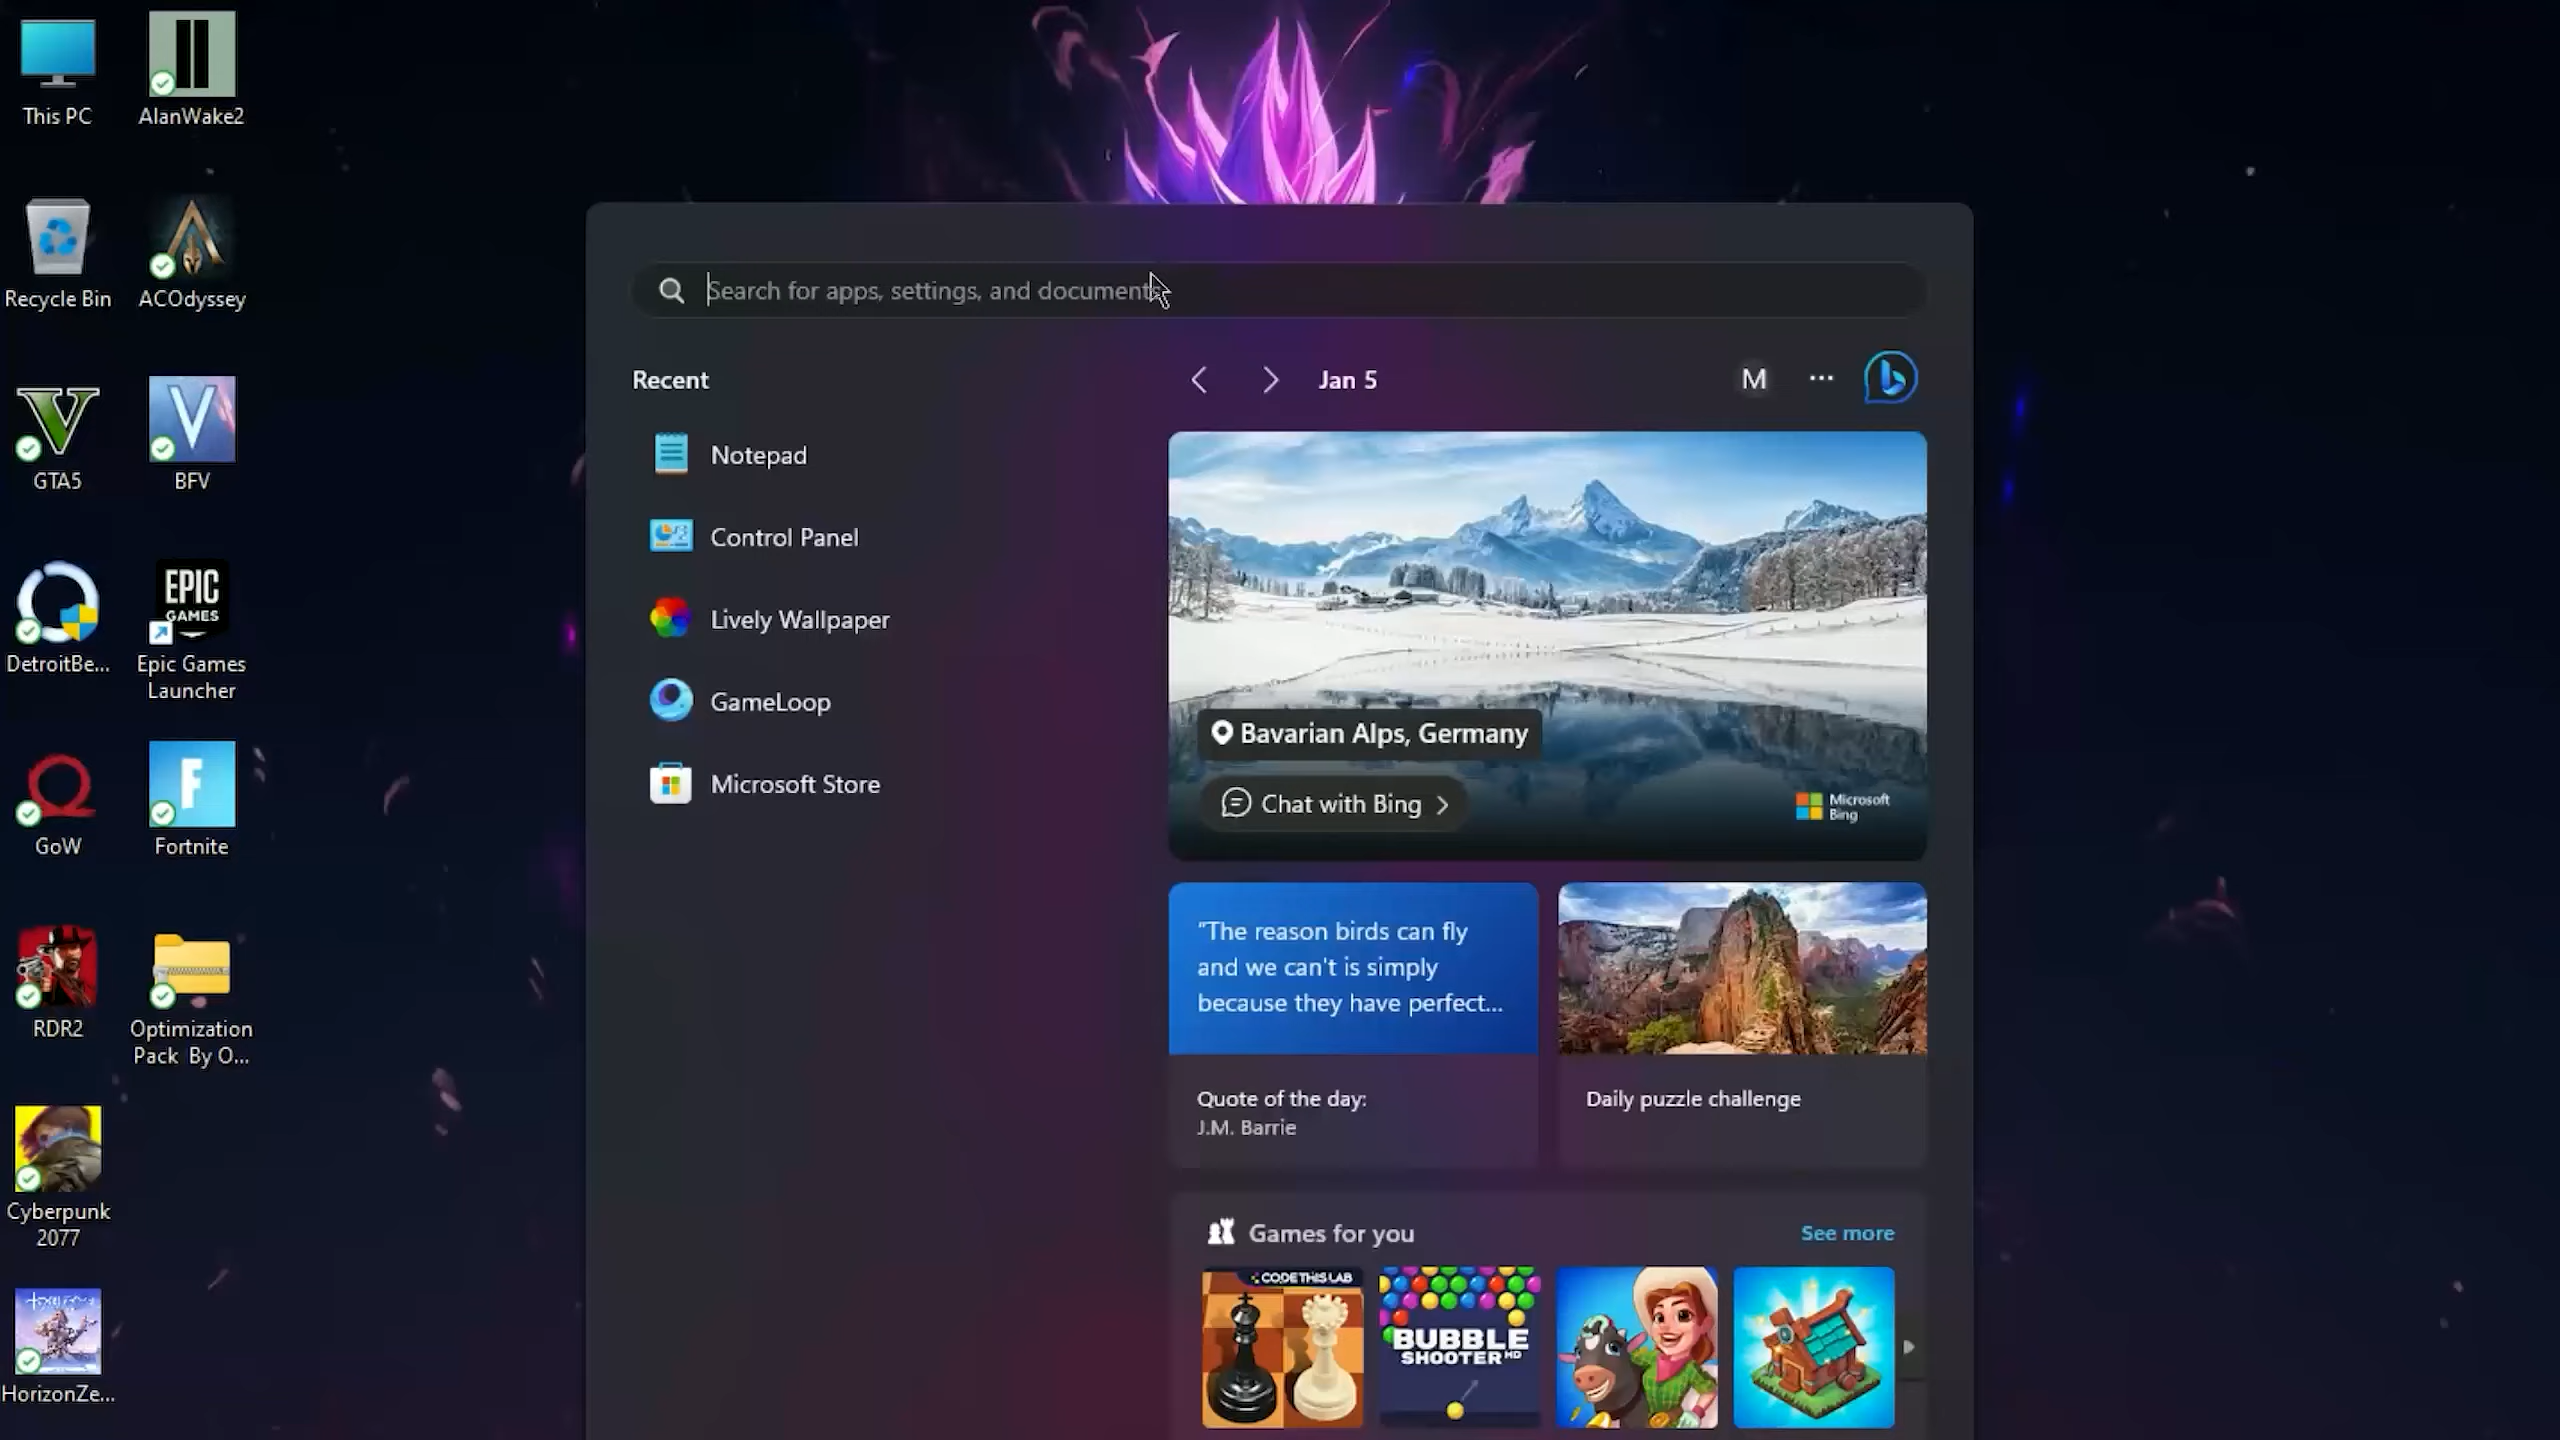 This PC
AlanWake2
Recycle Bin
ACOdyssey
GTA5
BFV
DetroitBe...
EPIC
GAMES
Epic Games
Launcher
GoW
Fortnite
RDR2
Optimization
Pack By O...
Cyberpunk
2077
HorizonZe...
Search for apps, settings, and documents
Recent
Notepad
Control Panel
Lively Wallpaper
GameLoop
Microsoft Store
Jan 5
M
Bavarian Alps, Germany
Chat with Bing
Microsoft
Bing
"The reason birds can fly
and we can't is simply
because they have perfect...
Quote of the day:
J.M. Barrie
Daily puzzle challenge
Games for you
See more
CODETHISLAB
BUBBLE
SHOOTER HD